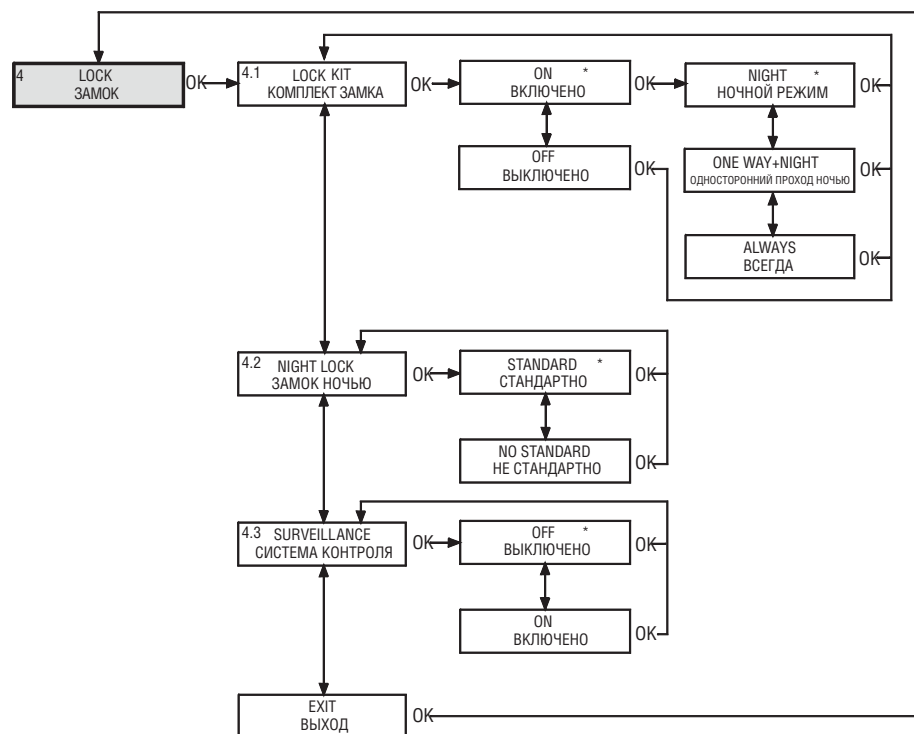 4
LOCK
ЗАМОК
OK
4.1
LOCK KIT
КОМПЛЕКТ ЗАМКА
OK
ON *
ВКЛЮЧЕНО
OK
NIGHT *
НОЧНОЙ РЕЖИМ
OK
OFF
ВЫКЛЮЧЕНО
OK
ONE WAY+NIGHT
ОДНОСТОРОННИЙ ПРОХОД НОЧЬЮ
OK
ALWAYS
ВСЕГДА
OK
4.2
NIGHT LOCK
ЗАМОК НОЧЬЮ
OK
STANDARD *
СТАНДАРТНО
OK
NO STANDARD
НЕ СТАНДАРТНО
OK
4.3 SURVEILLANCE
СИСТЕМА КОНТРОЛЯ
OK
OFF *
ВЫКЛЮЧЕНО
OK
ON
ВКЛЮЧЕНО
OK
EXIT
ВЫХОД
OK